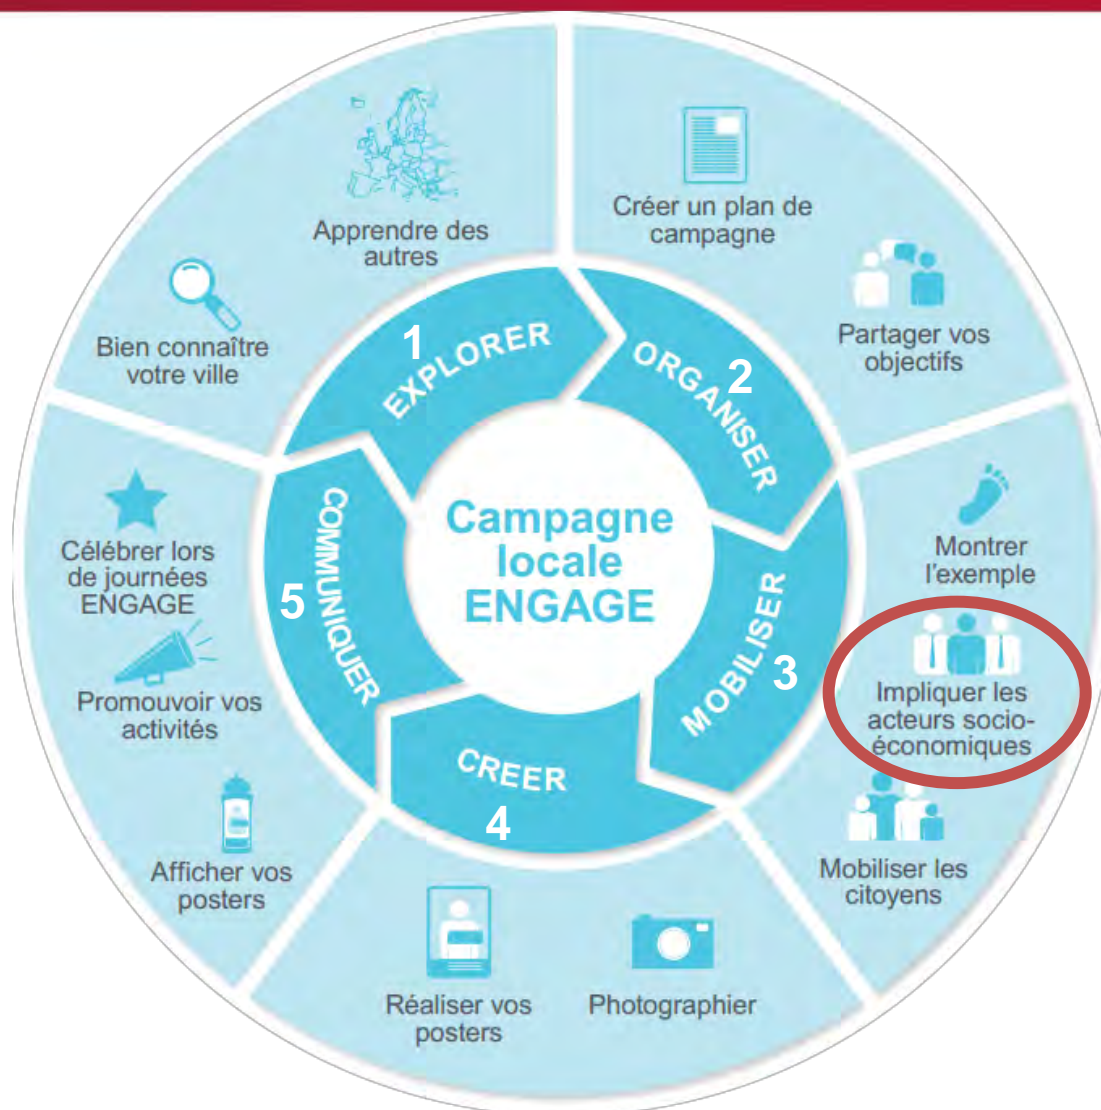 Campagne
locale
ENGAGE
1
EXPLORER
Apprendre des
autres
Bien connaître
votre ville
2
ORGANISER
Créer un plan de
campagne
Partager vos
objectifs
3
MOBILISER
Montrer
l'exemple
Impliquer les
acteurs socio-
économiques
Mobiliser les
citoyens
4
CREER
Photographier
Réaliser vos
posters
5
COMMUNIQUER
Célébrer lors
de journées
ENGAGE
Promouvoir vos
activités
Afficher vos
posters